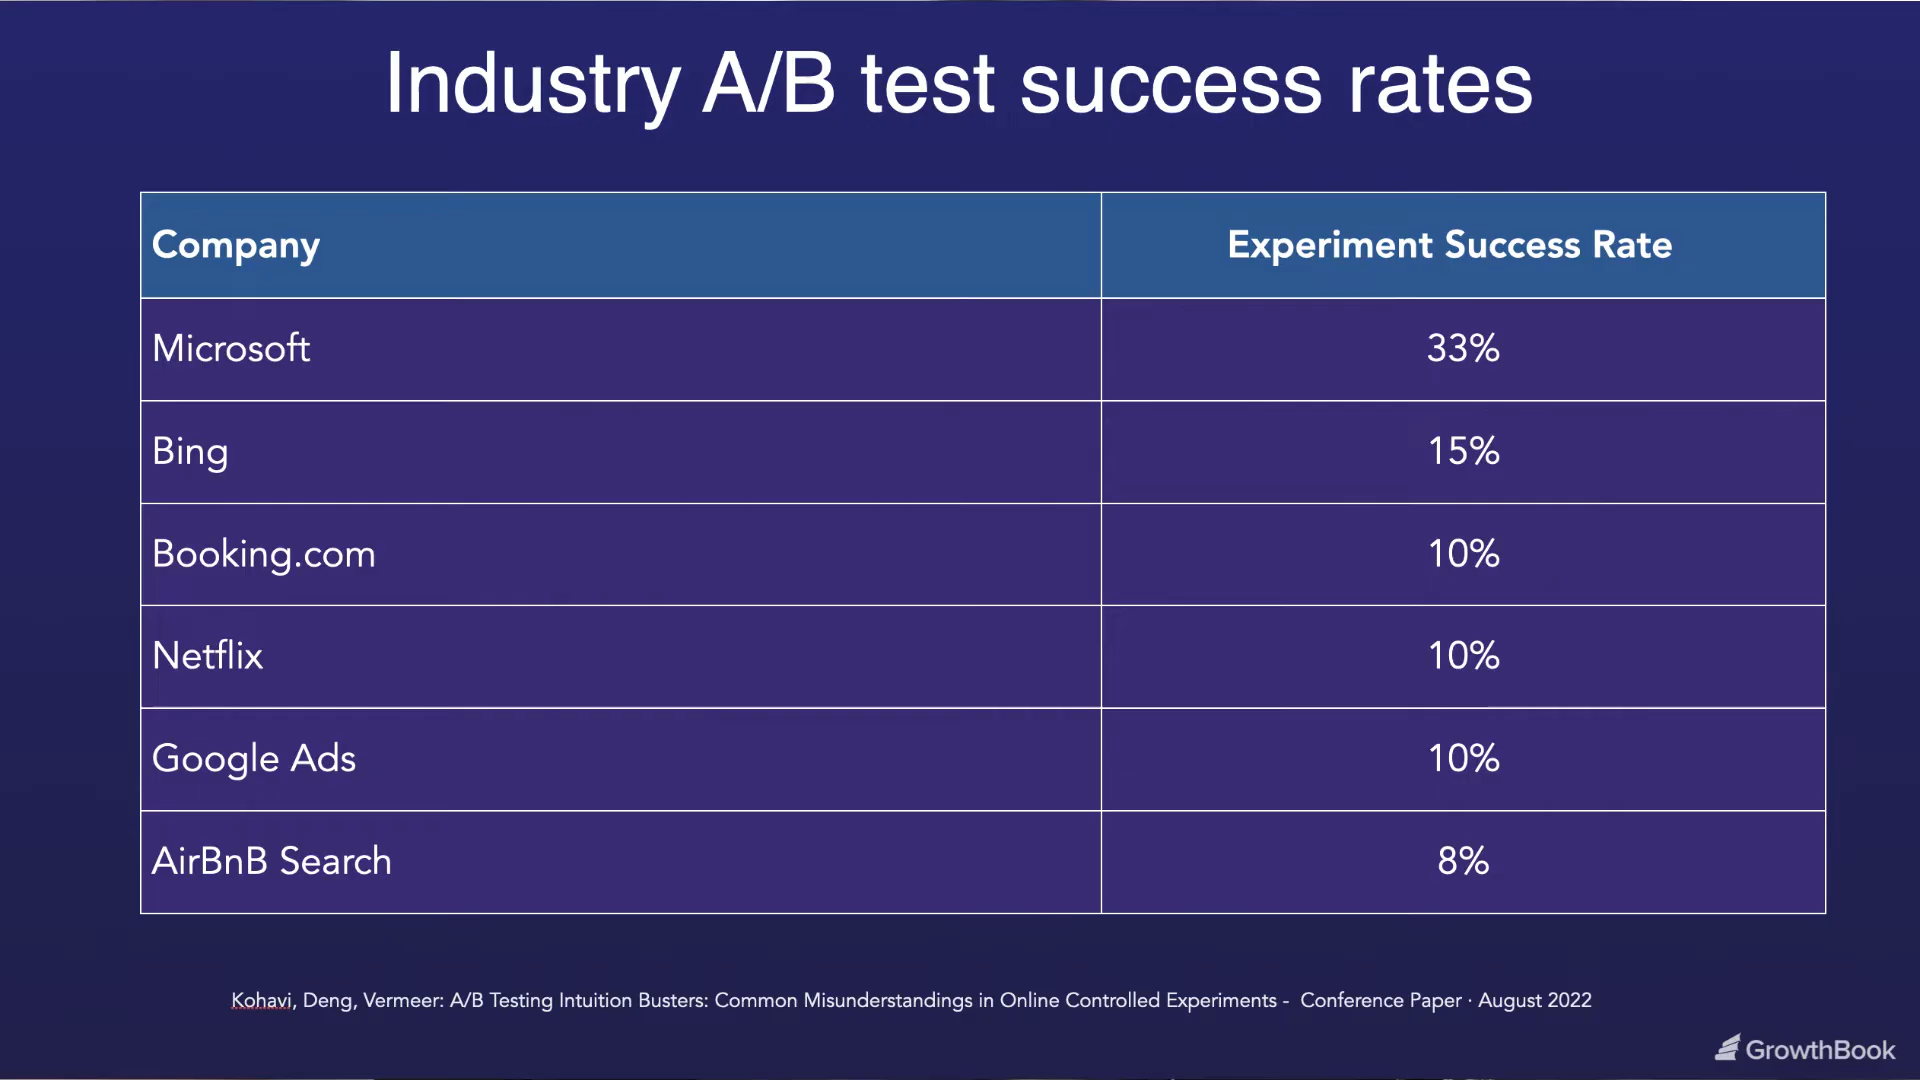 Industry A/B test success rates
Company Experiment Success Rate
Microsoft 33%
Bing 15%
Booking.com 10%
Netflix 10%
Google Ads 10%
AirBnB Search 8%
Kohavi, Deng, Vermeer: A/B Testing Intuition Busters: Common Misunderstandings in Online Controlled Experiments - Conference Paper · August 2022
GrowthBook